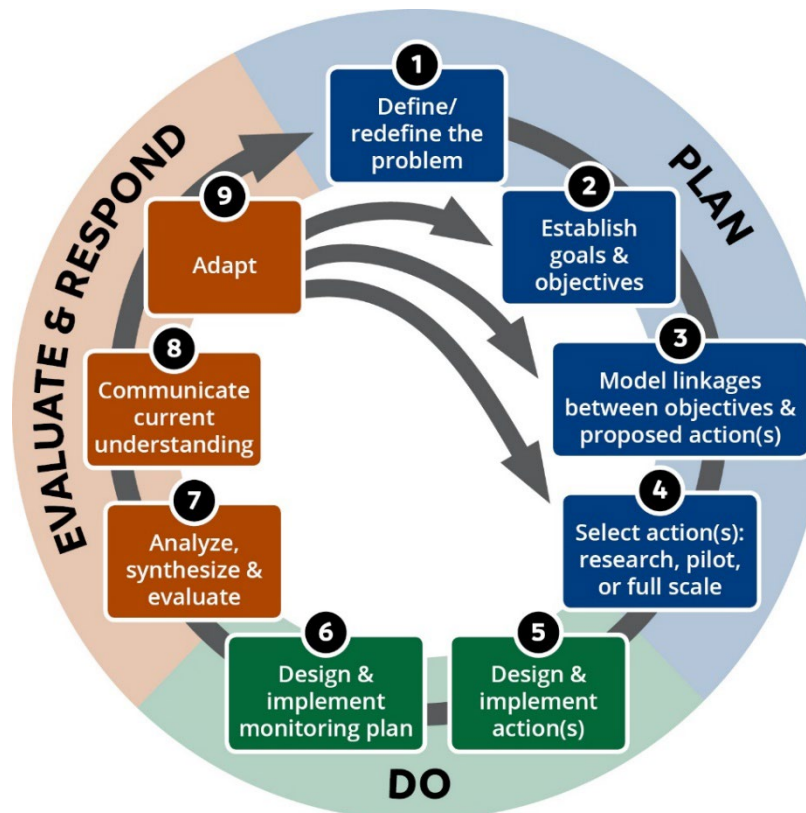 1
Define/
redefine the
problem
PLAN
2
Establish
goals &
objectives
3
Model linkages
between objectives &
proposed action(s)
4
Select action(s):
research, pilot,
or full scale
DO
5
Design &
implement
action(s)
6
Design &
implement
monitoring plan
EVALUATE & RESPOND
7
Analyze,
synthesize &
evaluate
8
Communicate
current
understanding
9
Adapt